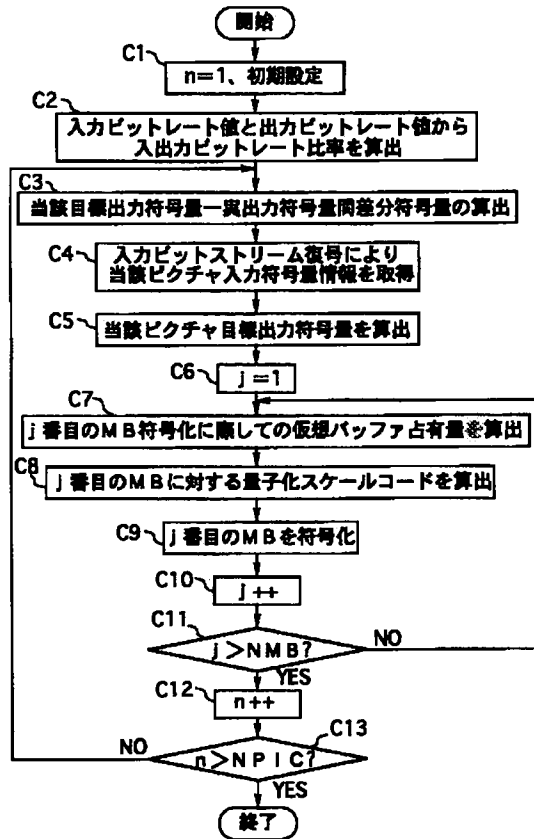 開始
C1
n=1、初期設定
C2
入力ビットレート値と出力ビットレート値から
入出力ビットレート比率を算出
C3
当該目標出力符号量ー実出力符号量間差分符号量の算出
C4
入力ビットストリーム復号により
当該ピクチャ入力符号量情報を取得
C5
当該ピクチャ目標出力符号量を算出
C6
j=1
C7
j番目のMB符号化に際しての仮想バッファ占有量を算出
C8
j番目のMBに対する量子化スケールコードを算出
C9
j番目のMBを符号化
C10
j++
C11
j>NMB?
NO
YES
C12
n++
C13
NO
n>NPIC?
YES
終了